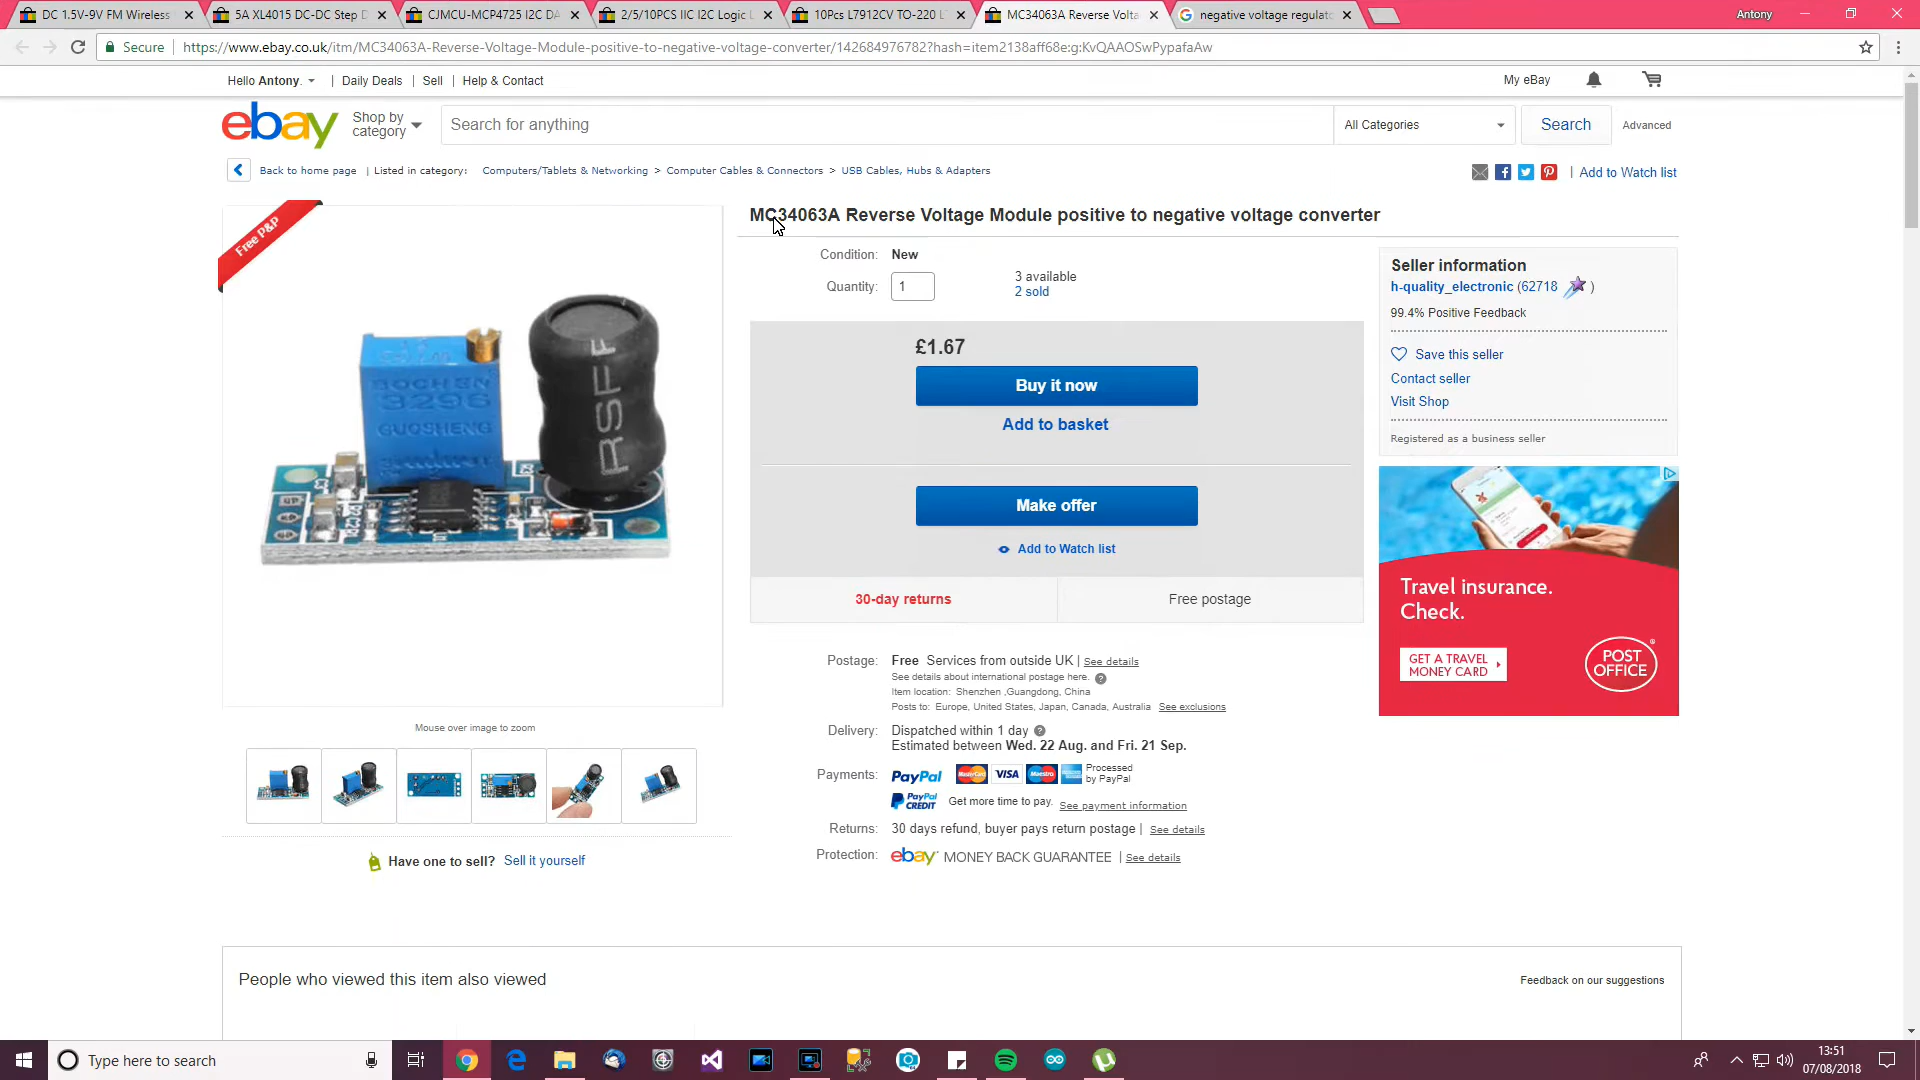 DC 1.5V-9V FM Wireless
5A XL4015 DC-DC Step D
CJMCU-MCP4725 I2C DA
2/5/10PCS IIC I2C Logic L
10Pcs L7912CV TO-220 L
MC34063A Reverse Volta
negative voltage regulat
Antony
Secure
https://www.ebay.co.uk/itm/MC34063A-Reverse-Voltage-Module-positive-to-negative-voltage-converter/142684976782?hash=item2138aff68e:g:KvQAAOSwPypafaAw
Hello Antony. | Daily Deals | Sell | Help & Contact
My eBay
ebay
Shop by category
Search for anything
All Categories
Search
Advanced
Back to home page | Listed in category: Computers/Tablets & Networking > Computer Cables & Connectors > USB Cables, Hubs & Adapters
| Add to Watch list
Free P&P
MC34063A Reverse Voltage Module positive to negative voltage converter
Condition: New
Quantity: 1
3 available
2 sold
£1.67
Buy it now
Add to basket
Make offer
Add to Watch list
30-day returns
Free postage
Seller information
h-quality_electronic (62718 )
99.4% Positive Feedback
Save this seller
Contact seller
Visit Shop
Registered as a business seller
BOCHEN
3296
GUOSHENG
RSFF
Travel insurance.
Check.
GET A TRAVEL
MONEY CARD
POST
OFFICE
Postage: Free Services from outside UK | See details
See details about international postage here.
Item location: Shenzhen ,Guangdong, China
Posts to: Europe, United States, Japan, Canada, Australia See exclusions
Delivery: Dispatched within 1 day
Estimated between Wed. 22 Aug. and Fri. 21 Sep.
Payments: PayPal MasterCard VISA Maestro Processed by PayPal
PayPal CREDIT Get more time to pay. See payment information
Returns: 30 days refund, buyer pays return postage | See details
Protection: ebay MONEY BACK GUARANTEE | See details
Mouse over image to zoom
Have one to sell? Sell it yourself
People who viewed this item also viewed
Feedback on our suggestions
Type here to search
13:51
07/08/2018